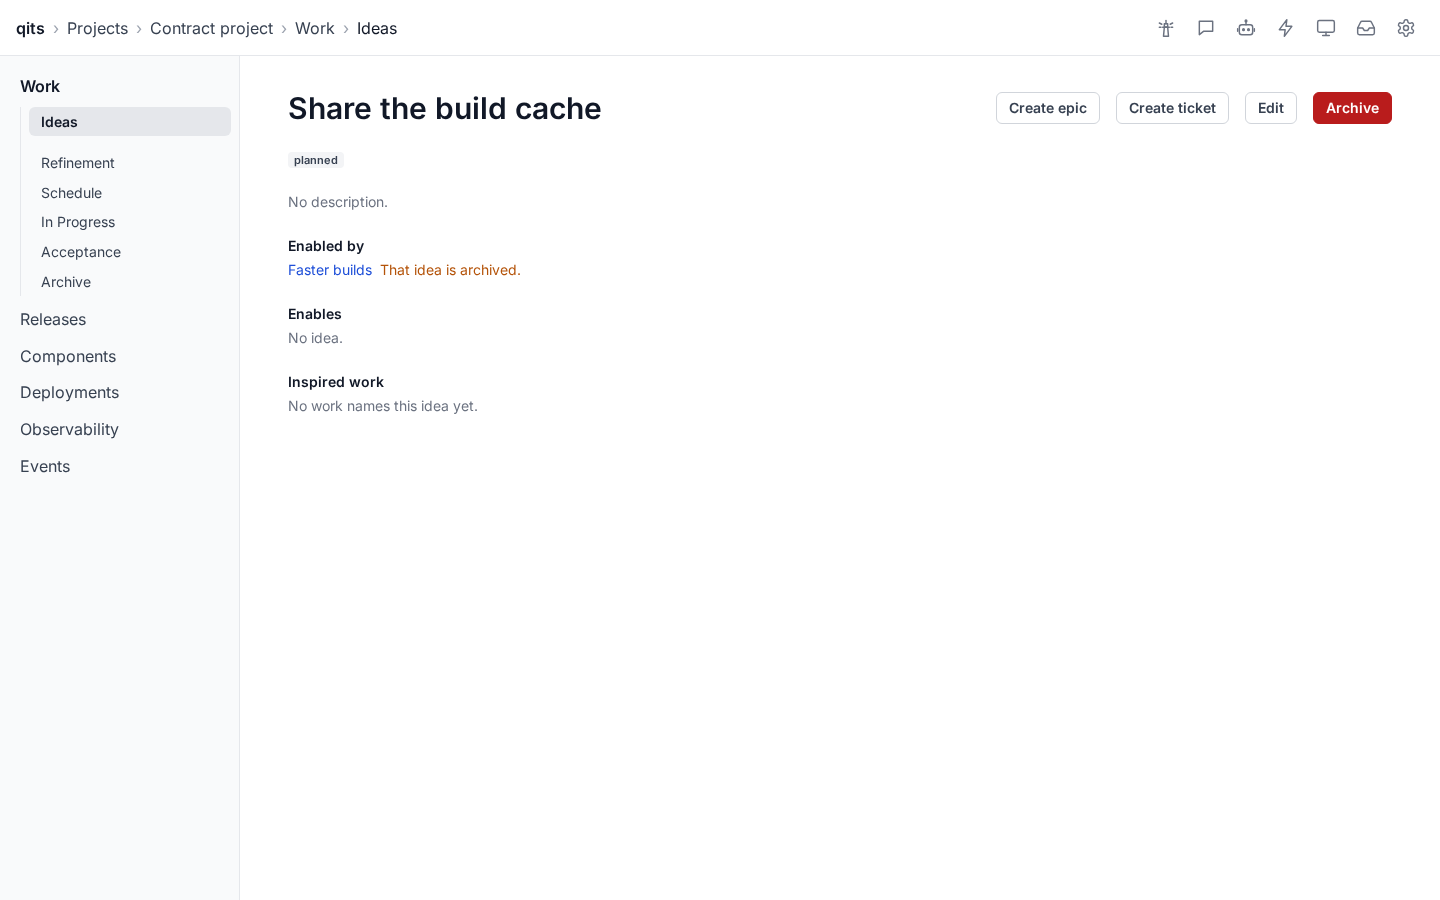 qits › Projects › Contract project › Work › Ideas
Work
Ideas
Refinement
Schedule
In Progress
Acceptance
Archive
Releases
Components
Deployments
Observability
Events
Share the build cache
Create epic
Create ticket
Edit
Archive
planned
No description.
Enabled by
Faster builds That idea is archived.
Enables
No idea.
Inspired work
No work names this idea yet.